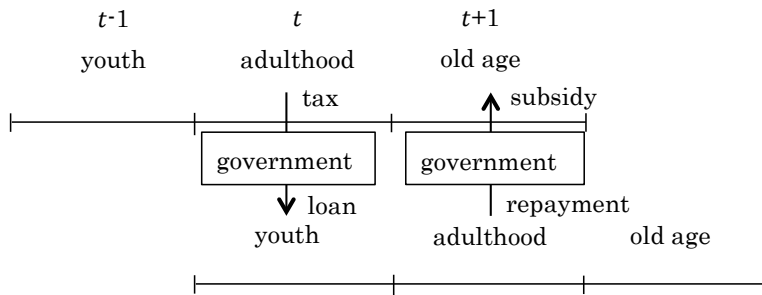 t-1 t t+1
youth adulthood old age
tax subsidy
government government
loan repayment
youth adulthood old age